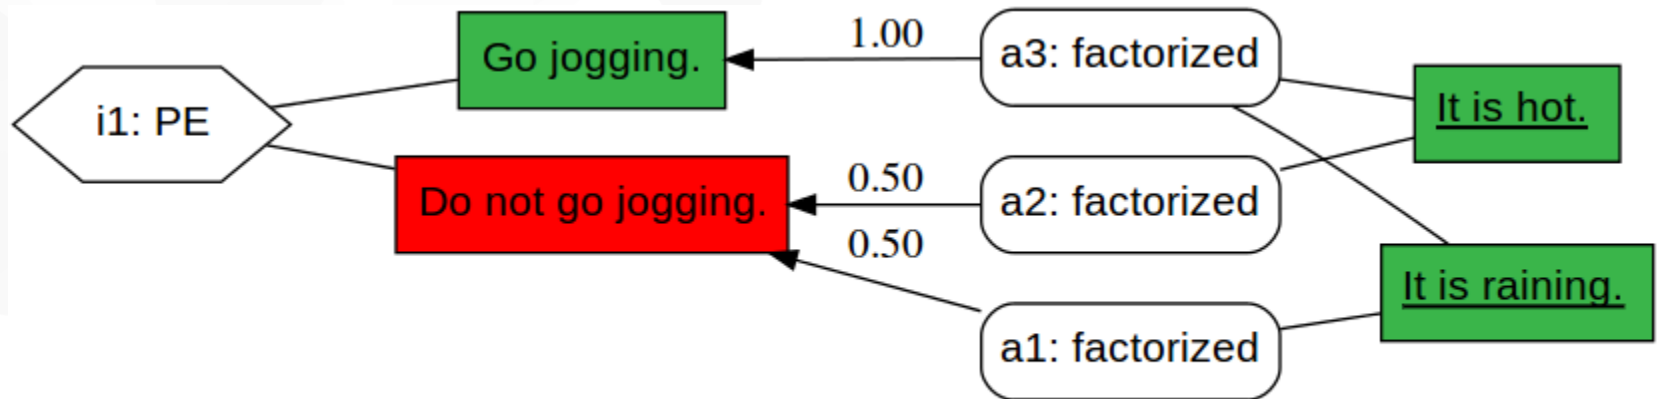 i1: PE
Go jogging.
Do not go jogging.
1.00
0.50
0.50
a3: factorized
a2: factorized
a1: factorized
It is hot.
It is raining.